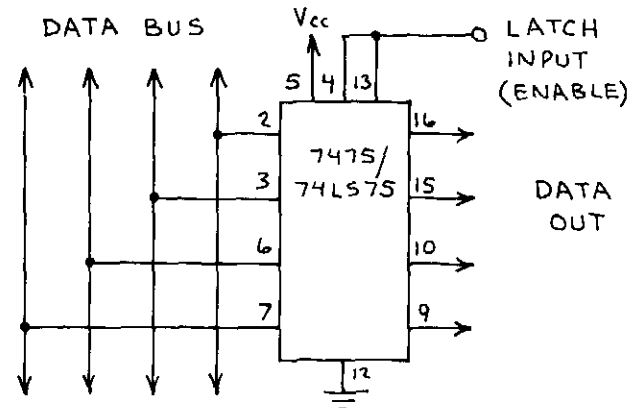 DATA BUS
Vcc
LATCH
INPUT
(ENABLE)
5 4 13
2
16
7475/
74LS75
3
15
DATA
OUT
6
10
7
9
12